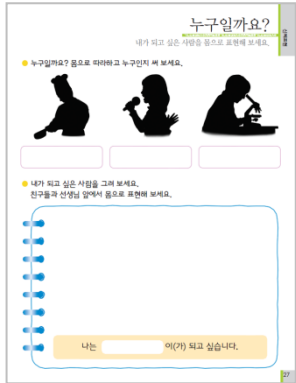 누구일까요?
내가 되고 싶은 사람을 몸으로 표현해 보세요.
신체표현
누구일까요? 몸으로 따라하고 누구인지 써 보세요.
내가 되고 싶은 사람을 그려 보세요.
친구들과 선생님 앞에서 몸으로 표현해 보세요.
나는 이(가) 되고 싶습니다.
27